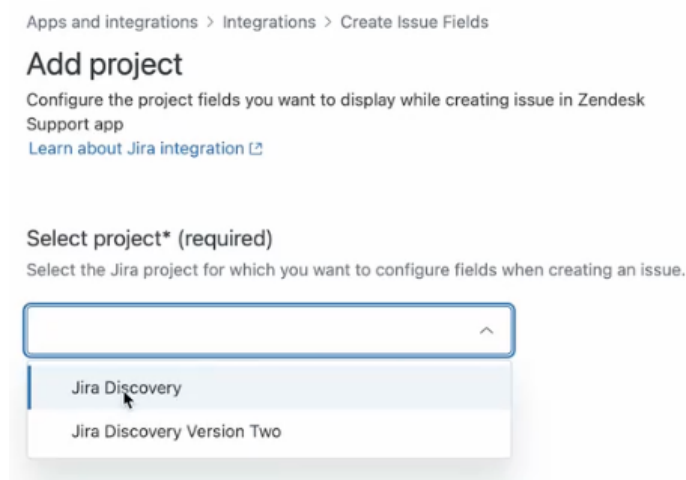 Apps and integrations > Integrations > Create Issue Fields
Add project
Configure the project fields you want to display while creating issue in Zendesk
Support app
Learn about Jira integration
Select project* (required)
Select the Jira project for which you want to configure fields when creating an issue.
Jira Discovery
Jira Discovery Version Two